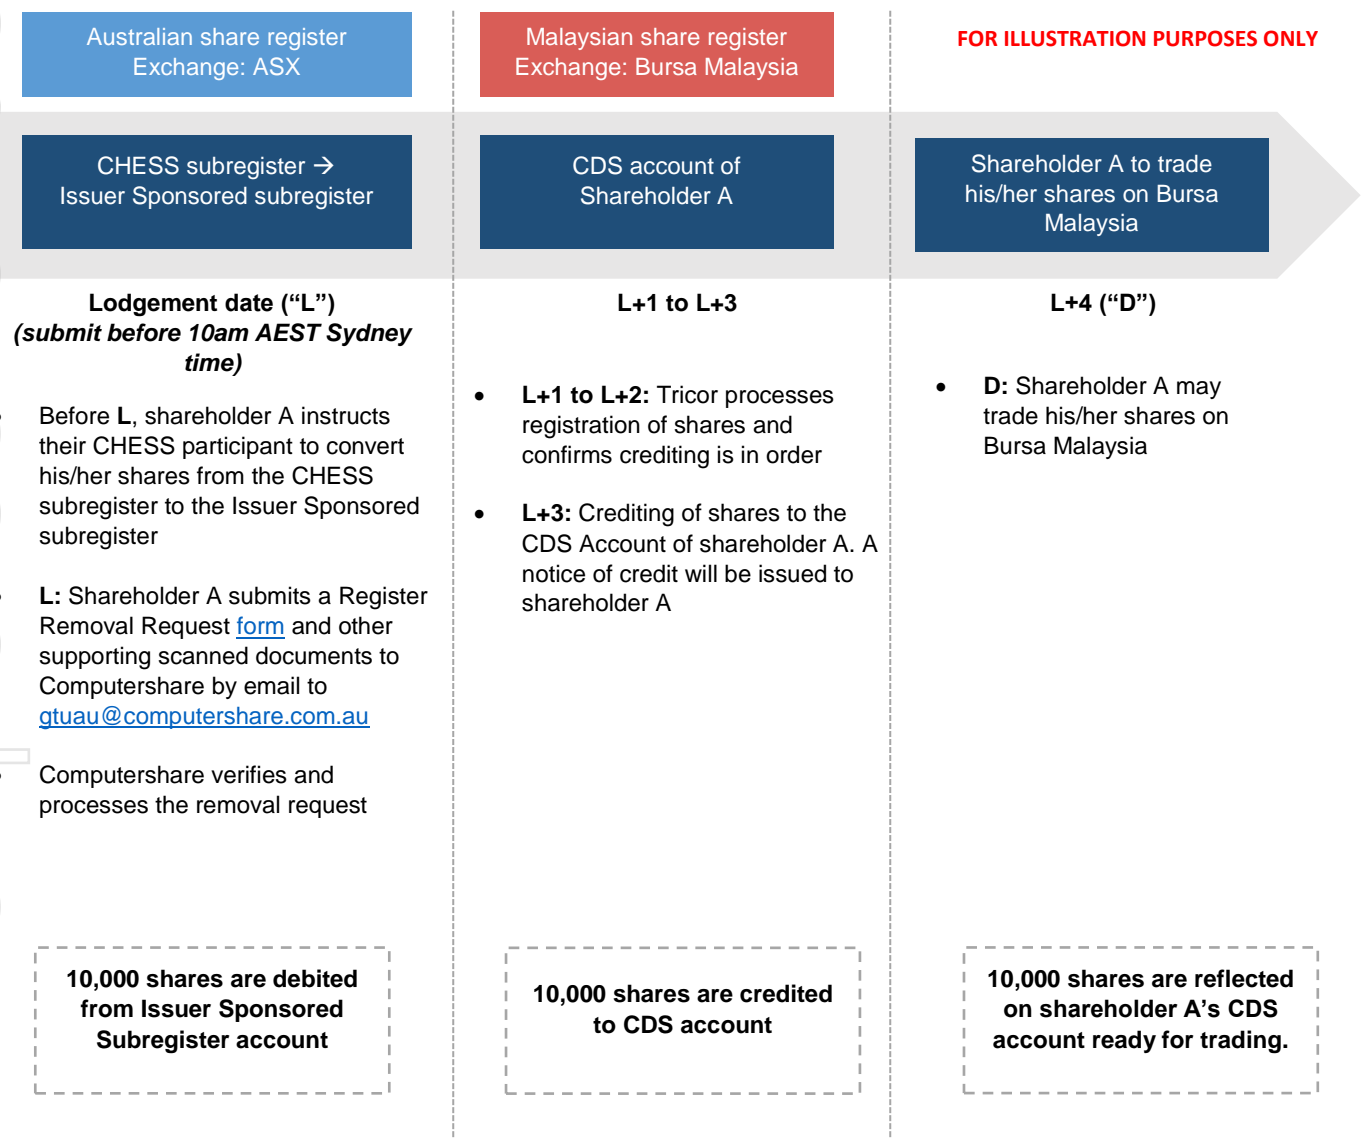 Australian share register
Exchange: ASX
Malaysian share register
Exchange: Bursa Malaysia
FOR ILLUSTRATION PURPOSES ONLY
CHESS subregister →
Issuer Sponsored subregister
CDS account of
Shareholder A
Shareholder A to trade
his/her shares on Bursa
Malaysia
Lodgement date (“L”)
(submit before 10am AEST Sydney
time)
• Before L, shareholder A instructs
their CHESS participant to convert
his/her shares from the CHESS
subregister to the Issuer Sponsored
subregister
• L: Shareholder A submits a Register
Removal Request form and other
supporting scanned documents to
Computershare by email to
gtuau@computershare.com.au
• Computershare verifies and
processes the removal request
10,000 shares are debited
from Issuer Sponsored
Subregister account
L+1 to L+3
• L+1 to L+2: Tricor processes
registration of shares and
confirms crediting is in order
• L+3: Crediting of shares to the
CDS Account of shareholder A. A
notice of credit will be issued to
shareholder A
10,000 shares are credited
to CDS account
L+4 (“D”)
• D: Shareholder A may
trade his/her shares on
Bursa Malaysia
10,000 shares are reflected
on shareholder A’s CDS
account ready for trading.